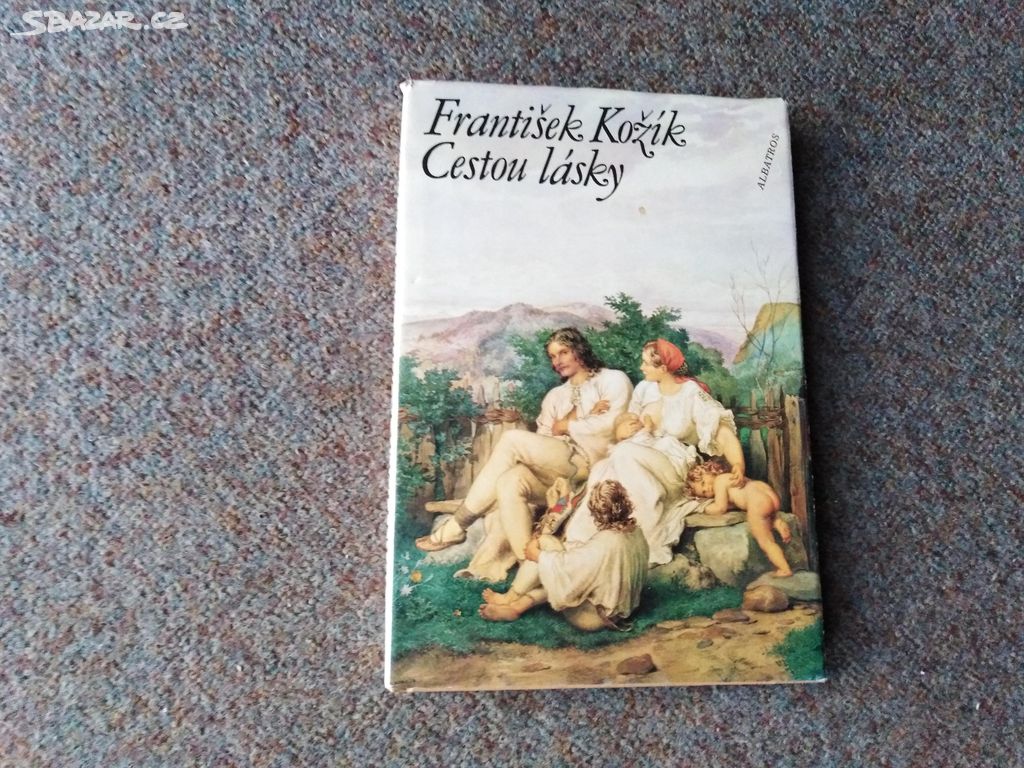 SBAZAR.CZ
František Kožík
Cestou lásky
ALBATROS